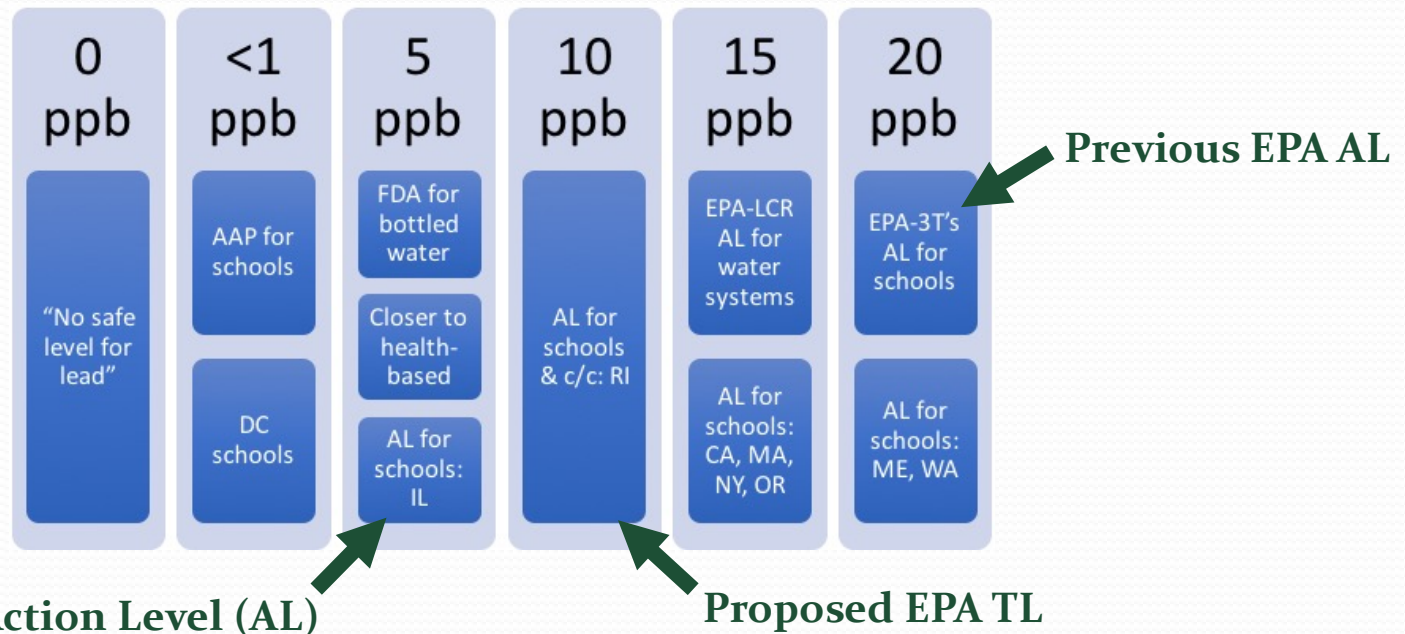 0
ppb
"No safe
level for
lead"
<1
ppb
AAP for
schools
DC
schools
5
ppb
FDA for
bottled
water
Closer to
health-
based
AL for
schools:
IL
10
ppb
AL for
schools
& c/c: RI
15
ppb
EPA-LCR
AL for
water
systems
AL for
schools:
CA, MA,
NY, OR
20
ppb
EPA-3T's
AL for
schools
AL for
schools:
ME, WA
Previous EPA AL
ction Level (AL)
Proposed EPA TL